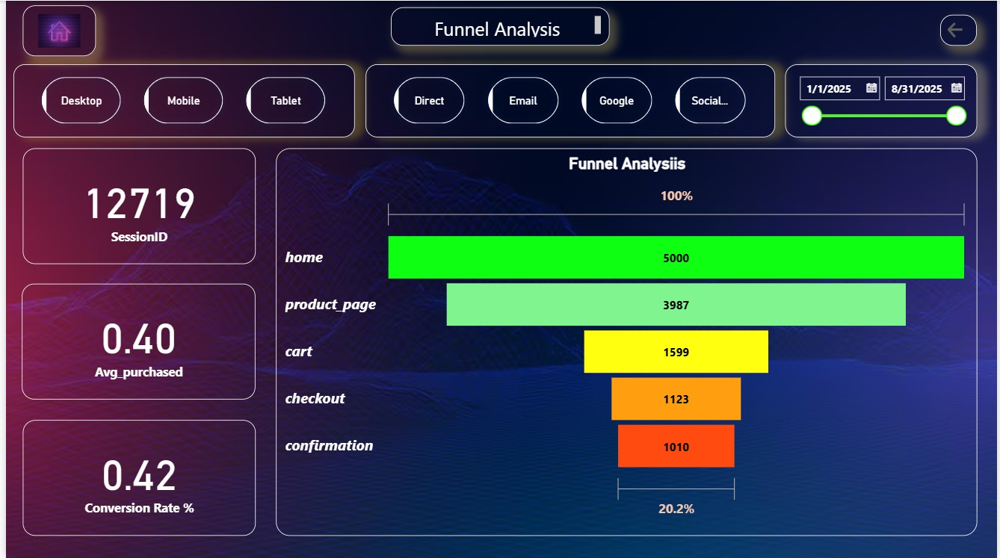 Funnel Analysis
Desktop
Mobile
Tablet
Direct
Email
Google
Social...
1/1/2025
8/31/2025
12719
SessionID
0.40
Avg_purchased
0.42
Conversion Rate %
Funnel Analysiis
100%
home
5000
product_page
3987
cart
1599
checkout
1123
confirmation
1010
20.2%